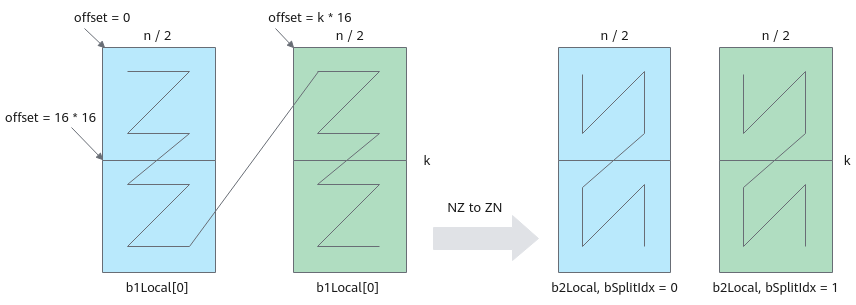 offset = 0
offset = k * 16
n / 2
n / 2
n / 2
n / 2
offset = 16 * 16
k
k
NZ to ZN
b1Local[0]
b1Local[0]
b2Local, bSplitIdx = 0
b2Local, bSplitIdx = 1